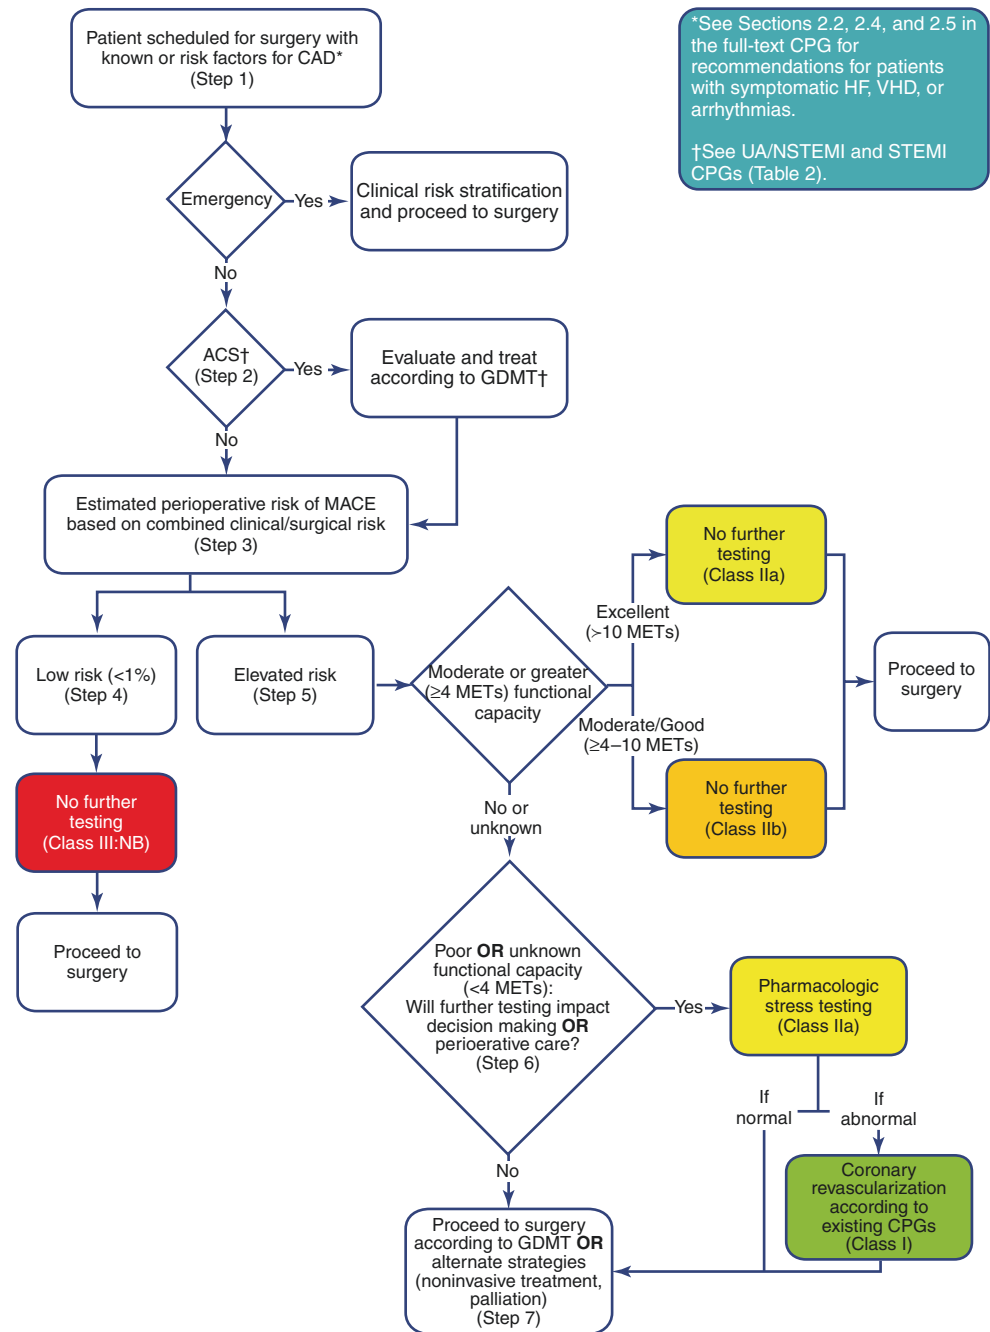 Patient scheduled for surgery with
known or risk factors for CAD*
(Step 1)
*See Sections 2.2, 2.4, and 2.5 in
the full-text CPG for
recommendations for patients
with symptomatic HF, VHD, or
arrhythmias.
†See UA/NSTEMI and STEMI
CPGs (Table 2).
Emergency
Yes
Clinical risk stratification
and proceed to surgery
No
ACS†
(Step 2)
Yes
Evaluate and treat
according to GDMT†
No
Estimated perioperative risk of MACE
based on combined clinical/surgical risk
(Step 3)
Low risk (<1%)
(Step 4)
Elevated risk
(Step 5)
No further
testing
(Class III:NB)
Proceed to
surgery
Moderate or greater
(≥4 METs) functional
capacity
Excellent
(>10 METs)
No further
testing
(Class IIa)
Moderate/Good
(≥4–10 METs)
No further
testing
(Class IIb)
Proceed to
surgery
No or
unknown
Poor OR unknown
functional capacity
(<4 METs):
Will further testing impact
decision making OR
perioerative care?
(Step 6)
Yes
Pharmacologic
stress testing
(Class IIa)
If
normal
If
abnormal
Coronary
revascularization
according to
existing CPGs
(Class I)
No
Proceed to surgery
according to GDMT OR
alternate strategies
(noninvasive treatment,
palliation)
(Step 7)